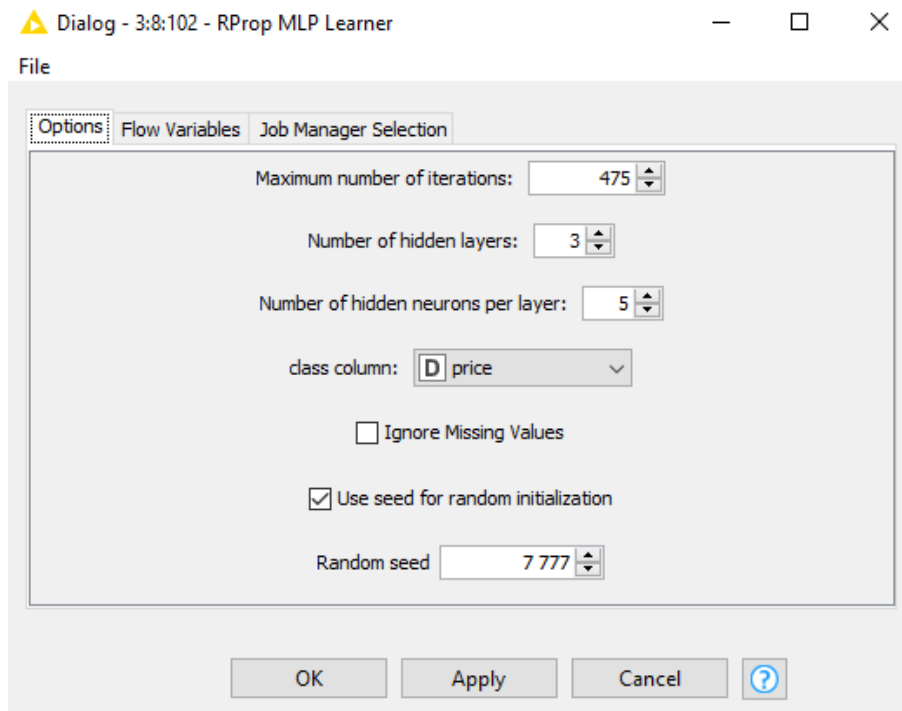 Dialog - 3:8:102 - RProp MLP Learner
File
Options Flow Variables Job Manager Selection
Maximum number of iterations: 475
Number of hidden layers: 3
Number of hidden neurons per layer: 5
class column: D price
Ignore Missing Values
Use seed for random initialization
Random seed 7 777
OK Apply Cancel ?